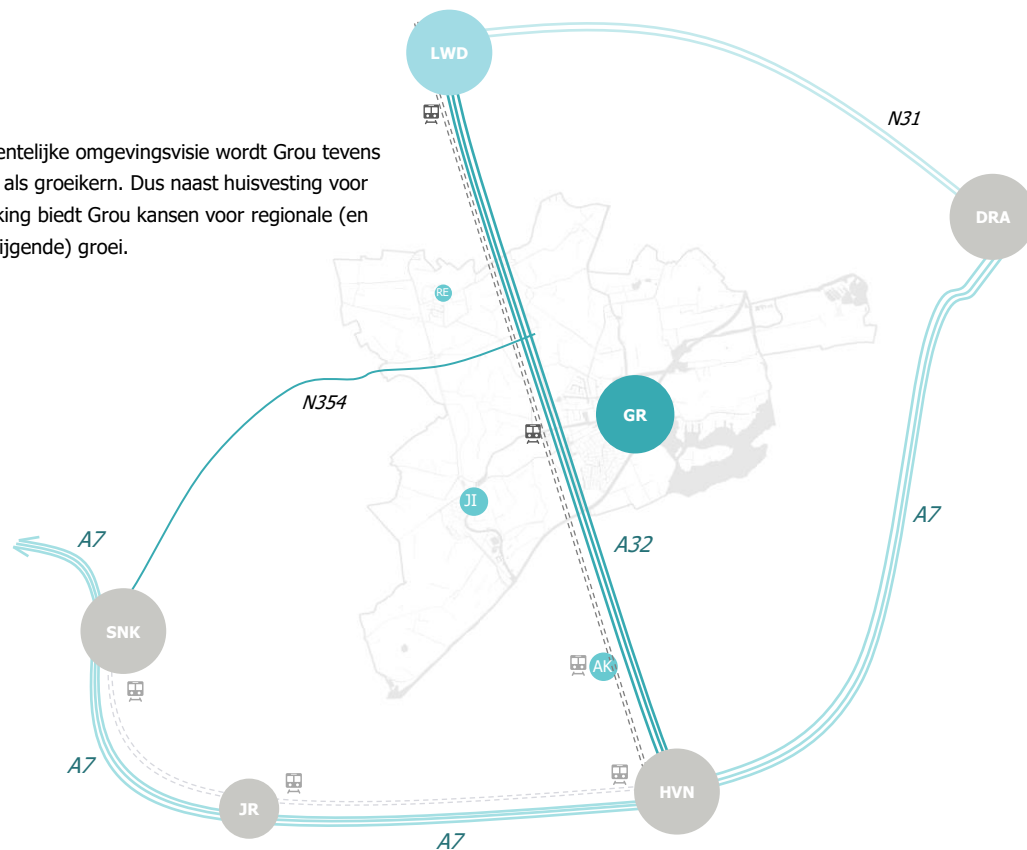 LWD
N31
entelijke omgevingsvisie wordt Grou tevens
als groeikern. Dus naast huisvesting voor
king biedt Grou kansen voor regionale (en
ijgende) groei.
DRA
RE
N354
GR
JI
A7
A7
A32
SNK
AK
A7
HVN
JR
A7